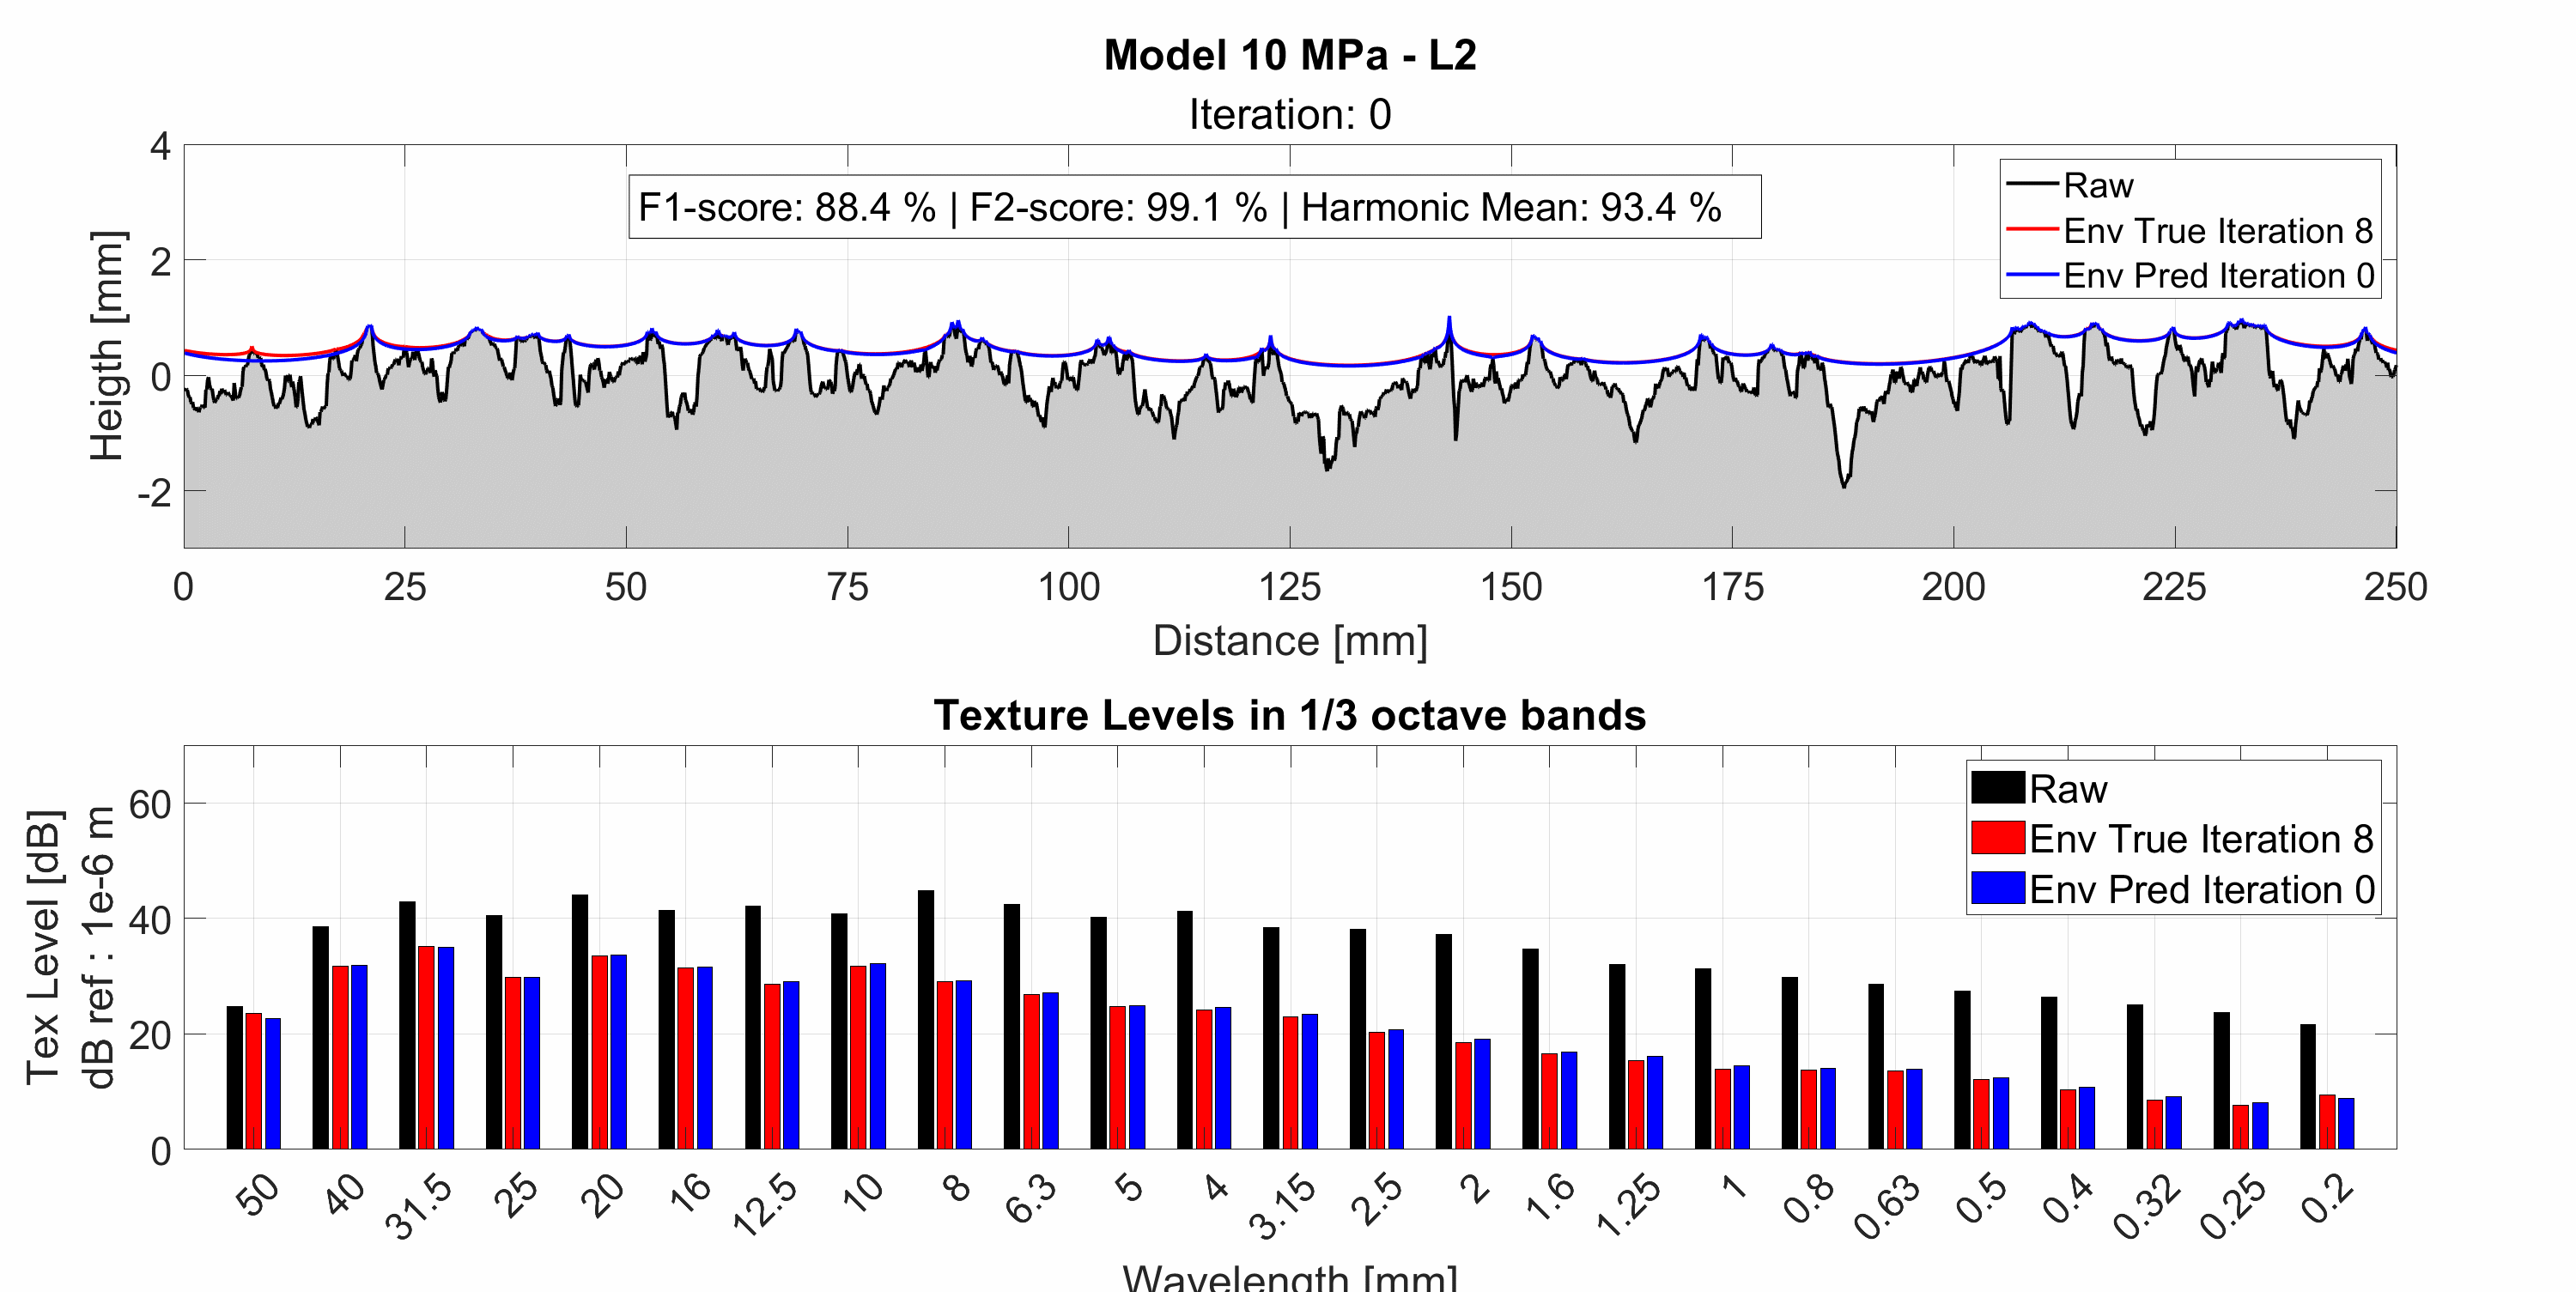 Model 10 MPa - L2
Iteration: 0
F1-score: 88.4 % | F2-score: 99.1 % | Harmonic Mean: 93.4 %
Raw
Env True Iteration 8
Env Pred Iteration 0
Heigth [mm]
4
2
0
-2
0 25 50 75 100 125 150 175 200 225 250
Distance [mm]
Texture Levels in 1/3 octave bands
Raw
Env True Iteration 8
Env Pred Iteration 0
Tex Level [dB]
dB ref : 1e-6 m
60
40
20
0
50 40 31.5 25 20 16 12.5 10 8 6.3 5 4 3.15 2.5 2 1.6 1.25 1 0.8 0.63 0.5 0.4 0.32 0.25 0.2
Wavelength [mm]